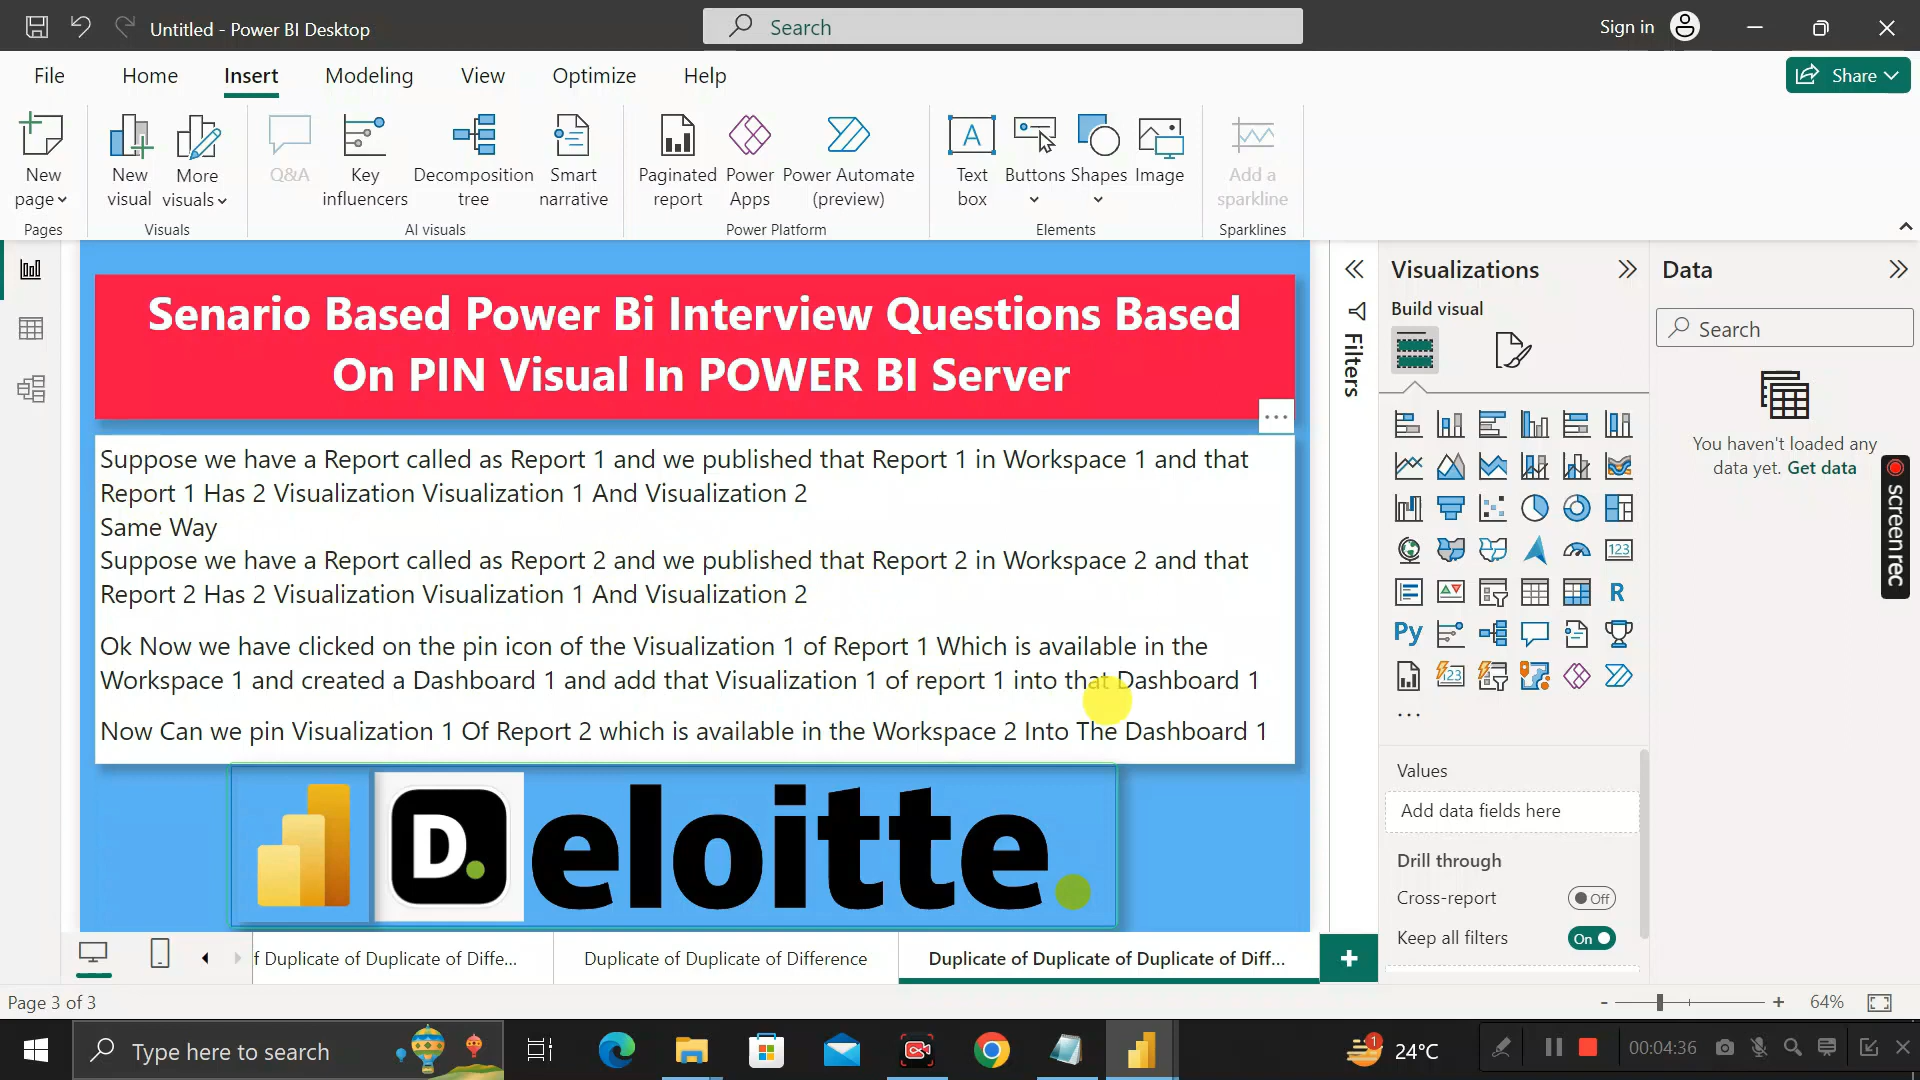 Untitled - Power BI Desktop
Search
Sign in
File Home Insert Modeling View Optimize Help
Share
New page
New visual
More visuals
Q&A
Key influencers
Decomposition tree
Smart narrative
Paginated report
Power Apps
Power Automate (preview)
Text box
Buttons
Shapes
Image
Add a sparkline
Pages
Visuals
AI visuals
Power Platform
Elements
Sparklines
Senario Based Power Bi Interview Questions Based
On PIN Visual In POWER BI Server
...
Suppose we have a Report called as Report 1 and we published that Report 1 in Workspace 1 and that
Report 1 Has 2 Visualization Visualization 1 And Visualization 2
Same Way
Suppose we have a Report called as Report 2 and we published that Report 2 in Workspace 2 and that
Report 2 Has 2 Visualization Visualization 1 And Visualization 2
Ok Now we have clicked on the pin icon of the Visualization 1 of Report 1 Which is available in the
Workspace 1 and created a Dashboard 1 and add that Visualization 1 of report 1 into that Dashboard 1
Now Can we pin Visualization 1 Of Report 2 which is available in the Workspace 2 Into The Dashboard 1
D.
eloitte.
Filters
Visualizations
Build visual
123
R
Py
123
...
Values
Add data fields here
Drill through
Cross-report
Off
Keep all filters
On
Data
Search
You haven't loaded any
data yet. Get data
screenrec
f Duplicate of Duplicate of Diffe...
Duplicate of Duplicate of Difference
Duplicate of Duplicate of Duplicate of Diff...
+
Page 3 of 3
- + 64%
Type here to search
1
24°C
00:04:36